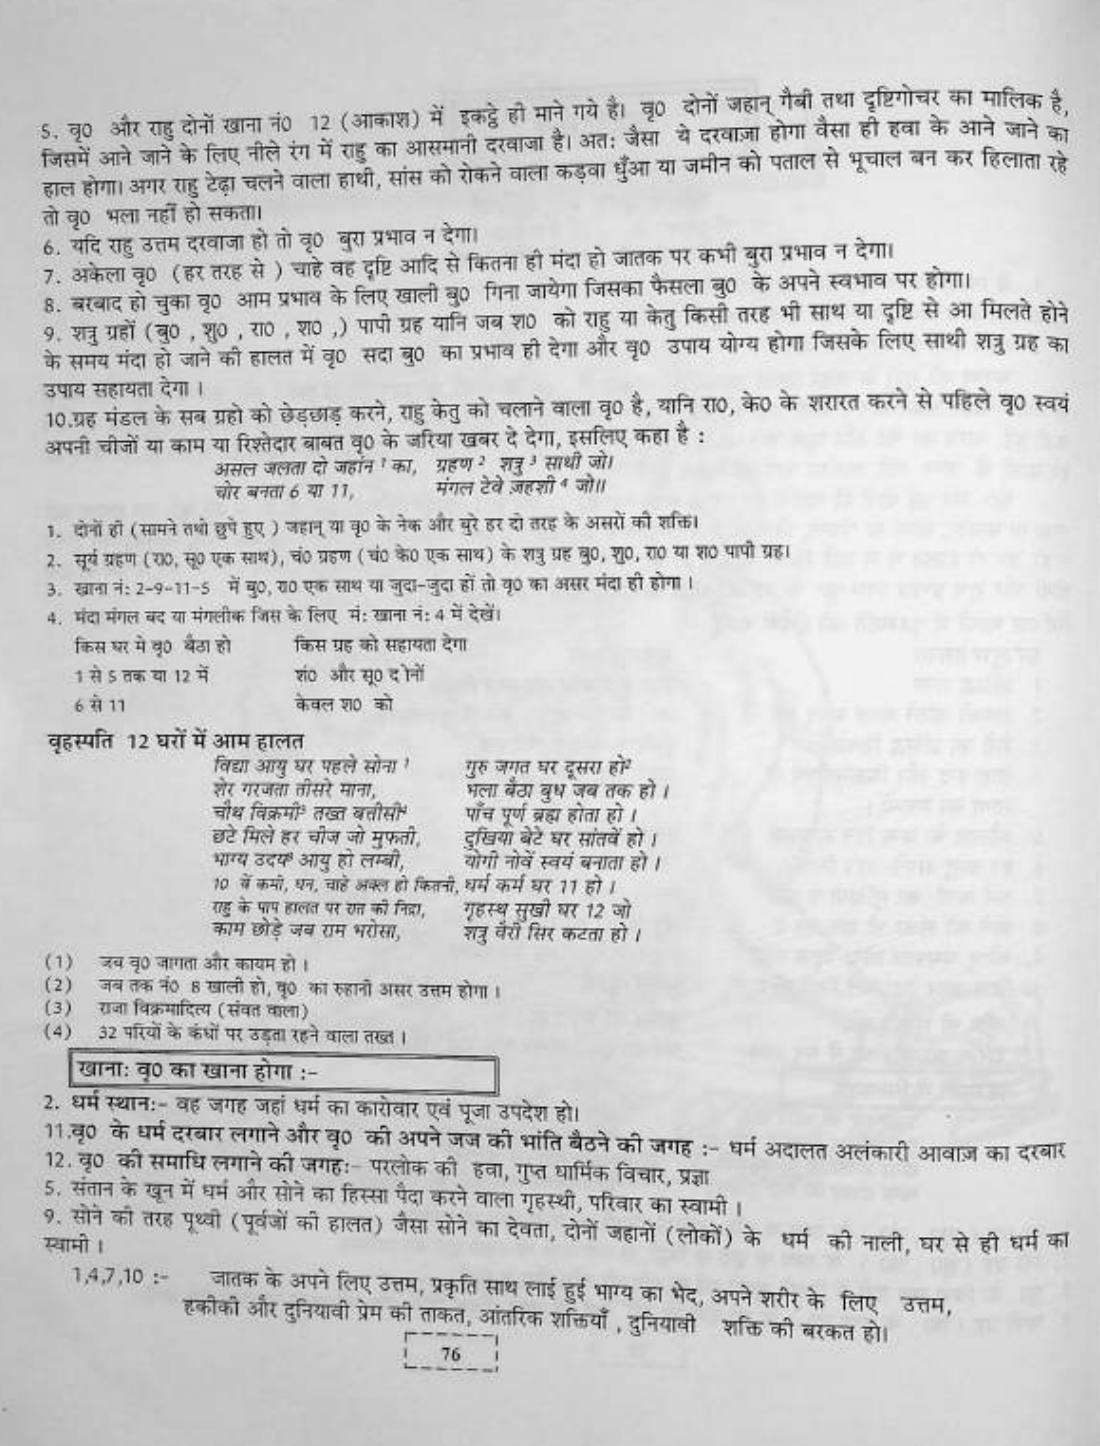 5. वृ0 और राहु दोनों खाना नं0 12 (आकाश) में इकट्ठे ही माने गये है। वृ0 दोनों जहान् गैबी तथा दृष्टिगोचर का मालिक है,
जिसमें आने जाने के लिए नीले रंग में राहु का आसमानी दरवाजा है। अतः जैसा ये दरवाज़ा होगा वैसा ही हवा के आने जाने का
हाल होगा। अगर राहु टेढ़ा चलने वाला हाथी, सांस को रोकने वाला कड़वा धुँआ या जमीन को पताल से भूचाल बन कर हिलाता रहे
तो वृ0 भला नहीं हो सकता।
6. यदि राहु उत्तम दरवाजा हो तो वृ0 बुरा प्रभाव न देगा।
7. अकेला वृ0 (हर तरह से ) चाहे वह दृष्टि आदि से कितना ही मंदा हो जातक पर कभी बुरा प्रभाव न देगा।
8. बरबाद हो चुका वृ0 आम प्रभाव के लिए खाली बु0 गिना जायेगा जिसका फैसला बु0 के अपने स्वभाव पर होगा।
9. शत्रु ग्रहों (बु0 , शु0 , रा0 , श0 ,) पापी ग्रह यानि जब श0 को राहु या केतु किसी तरह भी साथ या दृष्टि से आ मिलते होने
के समय मंदा हो जाने की हालत में वृ0 सदा बु0 का प्रभाव ही देगा और वृ0 उपाय योग्य होगा जिसके लिए साथी शत्रु ग्रह का
उपाय सहायता देगा ।
10.ग्रह मंडल के सब ग्रहो को छेड़छाड़ करने, राहु केतु को चलाने वाला वृ0 है, यानि रा0, के0 के शरारत करने से पहिले वृ0 स्वयं
अपनी चीजों या काम या रिश्तेदार बाबत वृ0 के जरिया खबर दे देगा, इसलिए कहा है :
असल जलता दो जहांन ¹ का, ग्रहण ² शत्रु ³ साथी जो।
चोर बनता 6 या 11, मंगल टेवे ज़हशी ⁴ जो॥
1. दोनों ही (सामने तथो छुपे हुए ) जहान् या वृ0 के नेक और बुरे हर दो तरह के असरों की शक्ति।
2. सूर्य ग्रहण (रा0, सू0 एक साथ), चं0 ग्रहण (चं0 के0 एक साथ) के शत्रु ग्रह बु0, शु0, रा0 या श0 पापी ग्रह।
3. ख़ाना नं: 2-9-11-5 में बु0, रा0 एक साथ या जुदा-जुदा हों तो वृ0 का असर मंदा ही होगा ।
4. मंदा मंगल बद या मंगलीक जिस के लिए मं: खाना नं: 4 में देखें।
किस घर मे वृ0 बैठा हो किस ग्रह को सहायता देगा
1 से 5 तक या 12 में शं0 और सू0 द ोनों
6 से 11 केवल श0 को
वृहस्पति 12 घरों में आम हालत
विद्या आयु घर पहले सोना ¹ गुरु जगत घर दूसरा हो²
शेर गरजता तीसरे माना, भला बैठा बुध जब तक हो ।
चौथ विक्रमी³ तख्त बत्तीसी⁴ पाँच पूर्ण ब्रह्म होता हो ।
छटे मिले हर चीज जो मुफती, दुखिया बेटे घर सांतवें हो ।
भाग्य उदय⁸ आयु हो लम्बी, योगी नोवें स्वयं बनाता हो ।
10 वें कमी, धन, चाहे अक्ल हो कितनी, धर्म कर्म घर 11 हो ।
राहु के पाप हालत पर रात की निद्रा, गृहस्थ सुखी घर 12 जो
काम छोड़े जब राम भरोसा, शत्रु वैरी सिर कटता हो ।
(1) जब वृ0 जागता और कायम हो ।
(2) जब तक नं0 8 खाली हो, वृ0 का रुहानी असर उत्तम होगा ।
(3) राजा विक्रमादित्य (संवत वाला)
(4) 32 परियों के कंधों पर उड़ता रहने वाला तख्त ।
खाना: वृ0 का खाना होगा :-
2. धर्म स्थान:- वह जगह जहां धर्म का कारोवार एवं पूजा उपदेश हो।
11.वृ0 के धर्म दरबार लगाने और वृ0 की अपने जज की भांति बैठने की जगह :- धर्म अदालत अलंकारी आवाज़ का दरबार
12. वृ0 की समाधि लगाने की जगह:- परलोक की हवा, गुप्त धार्मिक विचार, प्रज्ञा
5. संतान के खून में धर्म और सोने का हिस्सा पैदा करने वाला गृहस्थी, परिवार का स्वामी ।
9. सोने की तरह पृथ्वी (पूर्वजों की हालत) जैसा सोने का देवता, दोनों जहानों (लोकों) के धर्म की नाली, घर से ही धर्म का
स्वामी ।
1,4,7,10 :- जातक के अपने लिए उत्तम, प्रकृति साथ लाई हुई भाग्य का भेद, अपने शरीर के लिए उत्तम,
हकीकी और दुनियावी प्रेम की ताकत, आंतरिक शक्तियाँ , दुनियावी शक्ति की बरकत हो।
76